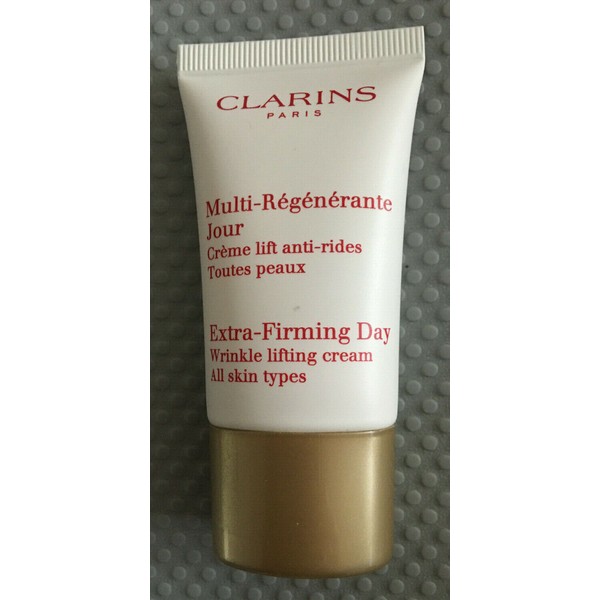 CLARINS
PARIS
Multi-Régénérante
Jour
Crème lift anti-rides
Toutes peaux
Extra-Firming Day
Wrinkle lifting cream
All skin types